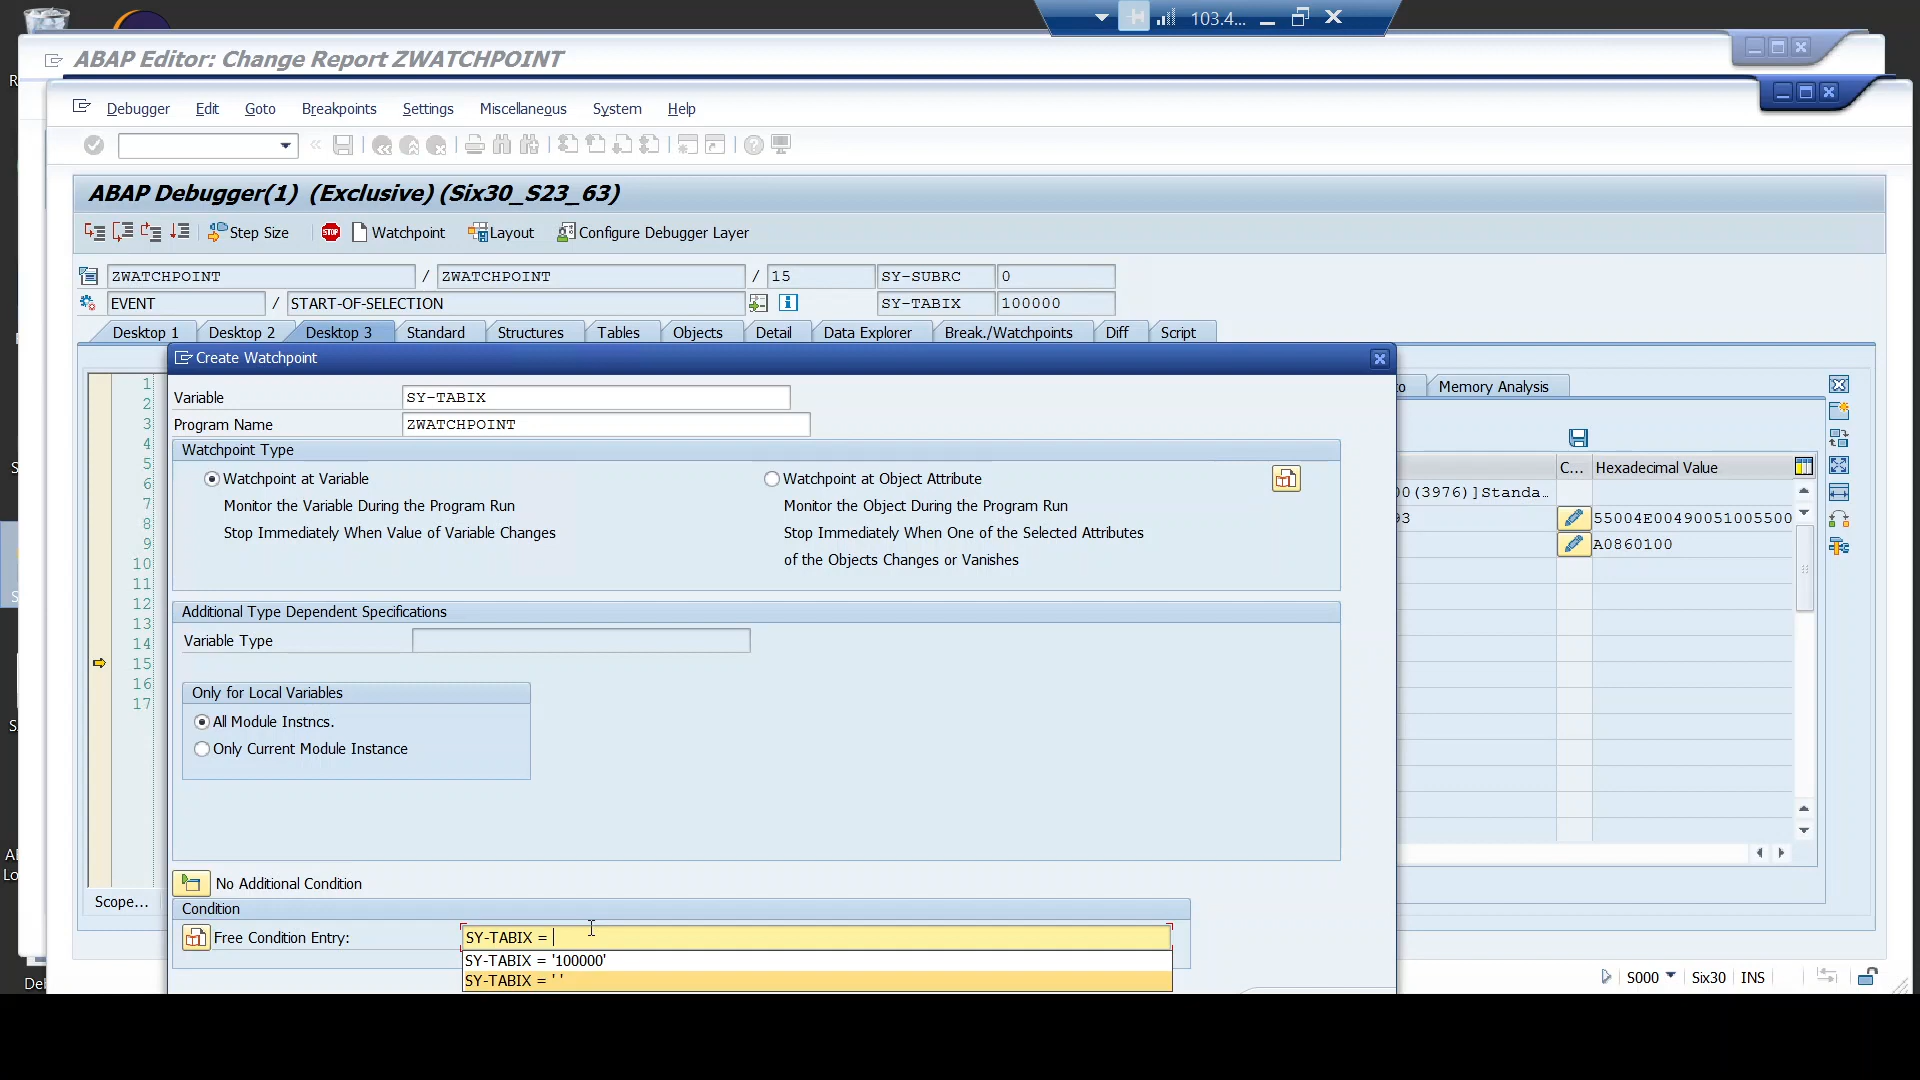 103.4...
ABAP Editor: Change Report ZWATCHPOINT
Debugger Edit Goto Breakpoints Settings Miscellaneous System Help
ABAP Debugger(1) (Exclusive) (Six30_S23_63)
Step Size STOP Watchpoint Layout Configure Debugger Layer
ZWATCHPOINT / ZWATCHPOINT / 15 SY-SUBRC 0
EVENT / START-OF-SELECTION SY-TABIX 100000
Desktop 1 Desktop 2 Desktop 3 Standard Structures Tables Objects Detail Data Explorer Break./Watchpoints Diff Script
Create Watchpoint
Memory Analysis
Variable SY-TABIX
Program Name ZWATCHPOINT
Watchpoint Type
C... Hexadecimal Value
Watchpoint at Variable Watchpoint at Object Attribute
00(3976)]Standa...
Monitor the Variable During the Program Run Monitor the Object During the Program Run
93 55004E00490051005500
Stop Immediately When Value of Variable Changes Stop Immediately When One of the Selected Attributes
A0860100
of the Objects Changes or Vanishes
Additional Type Dependent Specifications
Variable Type
Only for Local Variables
All Module Instncs.
Only Current Module Instance
1
2
3
4
5
6
7
8
9
10
11
12
13
14
15
16
17
No Additional Condition
Scope...
Condition
Free Condition Entry: SY-TABIX =
SY-TABIX = '100000'
SY-TABIX = ' '
S000 Six30 INS